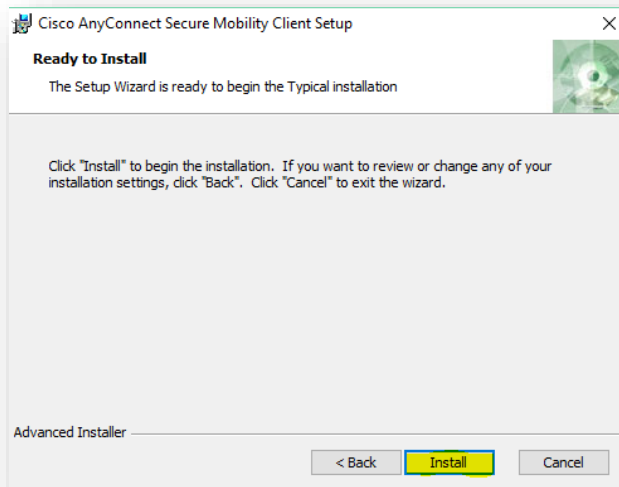 Cisco AnyConnect Secure Mobility Client Setup
Ready to Install
The Setup Wizard is ready to begin the Typical installation
Click "Install" to begin the installation. If you want to review or change any of your
installation settings, click "Back". Click "Cancel" to exit the wizard.
Advanced Installer
< Back Install Cancel